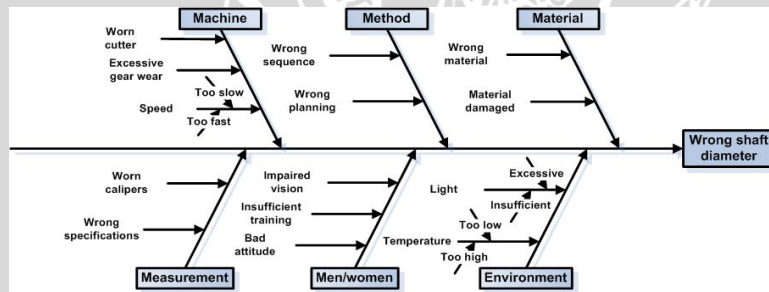 Machine
Method
Material
Worn
cutter
Excessive
gear wear
Too slow
Speed
Too fast
Wrong
sequence
Wrong
planning
Wrong
material
Material
damaged
Wrong shaft
diameter
Worn
calipers
Wrong
specifications
Impaired
vision
Insufficient
training
Bad
attitude
Excessive
Light
Insufficient
Too low
Temperature
Too high
Measurement
Men/women
Environment